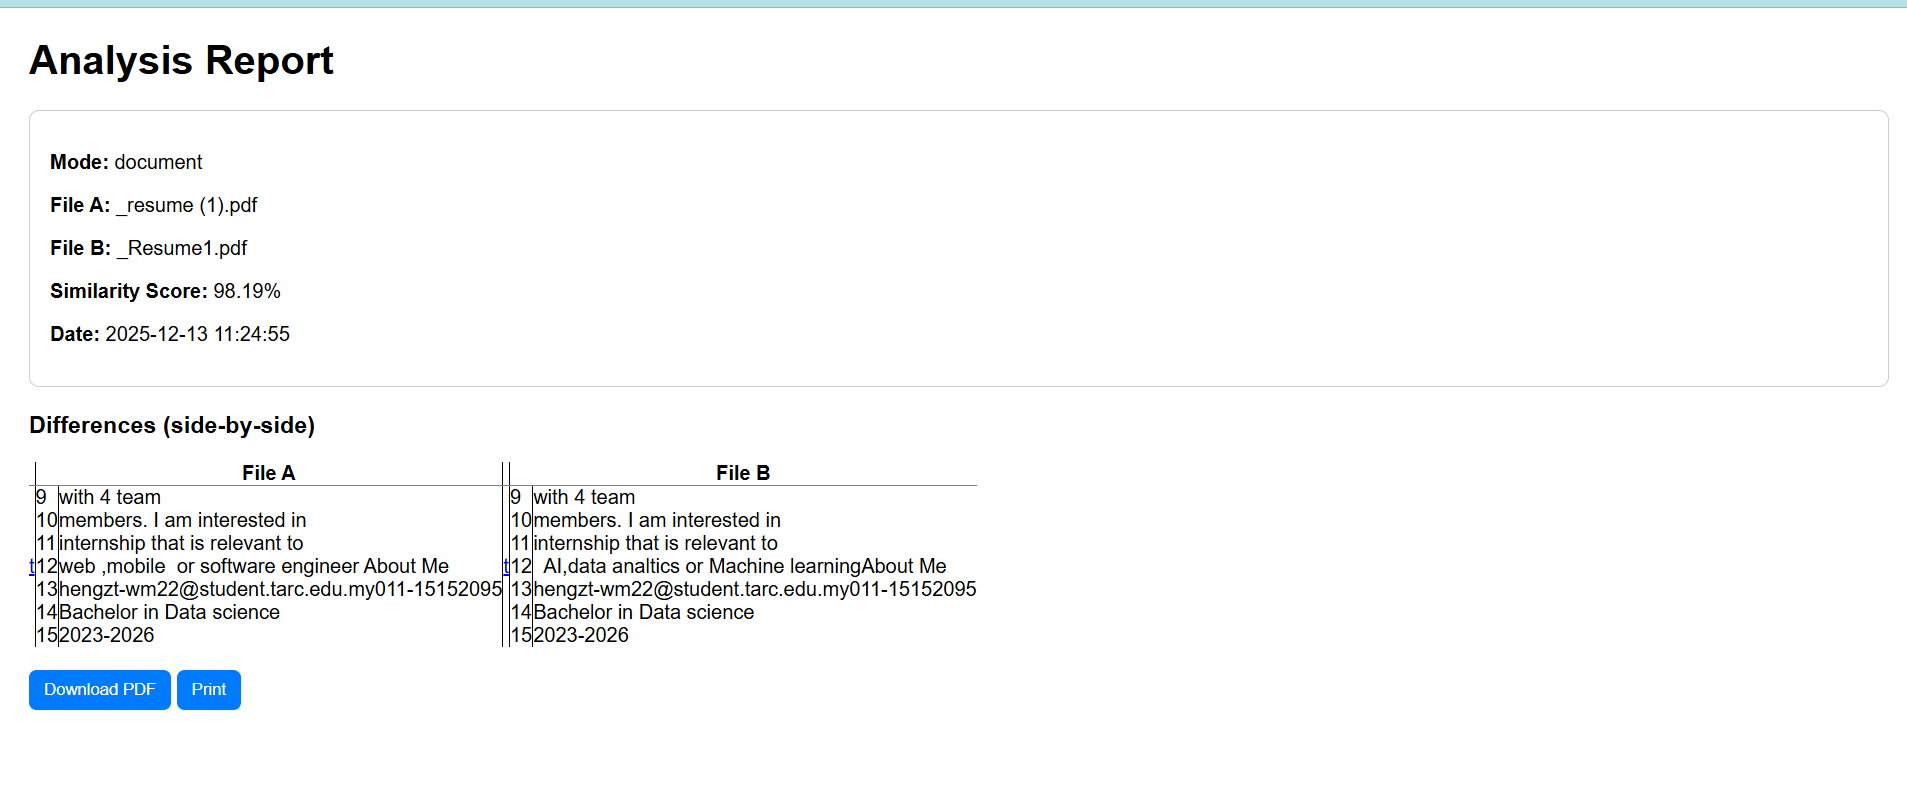 Analysis Report
Mode: document
File A: _resume (1).pdf
File B: _Resume1.pdf
Similarity Score: 98.19%
Date: 2025-12-13 11:24:55
Differences (side-by-side)
File A File B
9 with 4 team 9 with 4 team
10 members. I am interested in 10 members. I am interested in
11 internship that is relevant to 11 internship that is relevant to
t 12 web ,mobile  or software engineer About Me t 12  AI,data analtics or Machine learningAbout Me
13 hengzt-wm22@student.tarc.edu.my011-15152095 13 hengzt-wm22@student.tarc.edu.my011-15152095
14 Bachelor in Data science 14 Bachelor in Data science
15 2023-2026 15 2023-2026
Download PDF Print